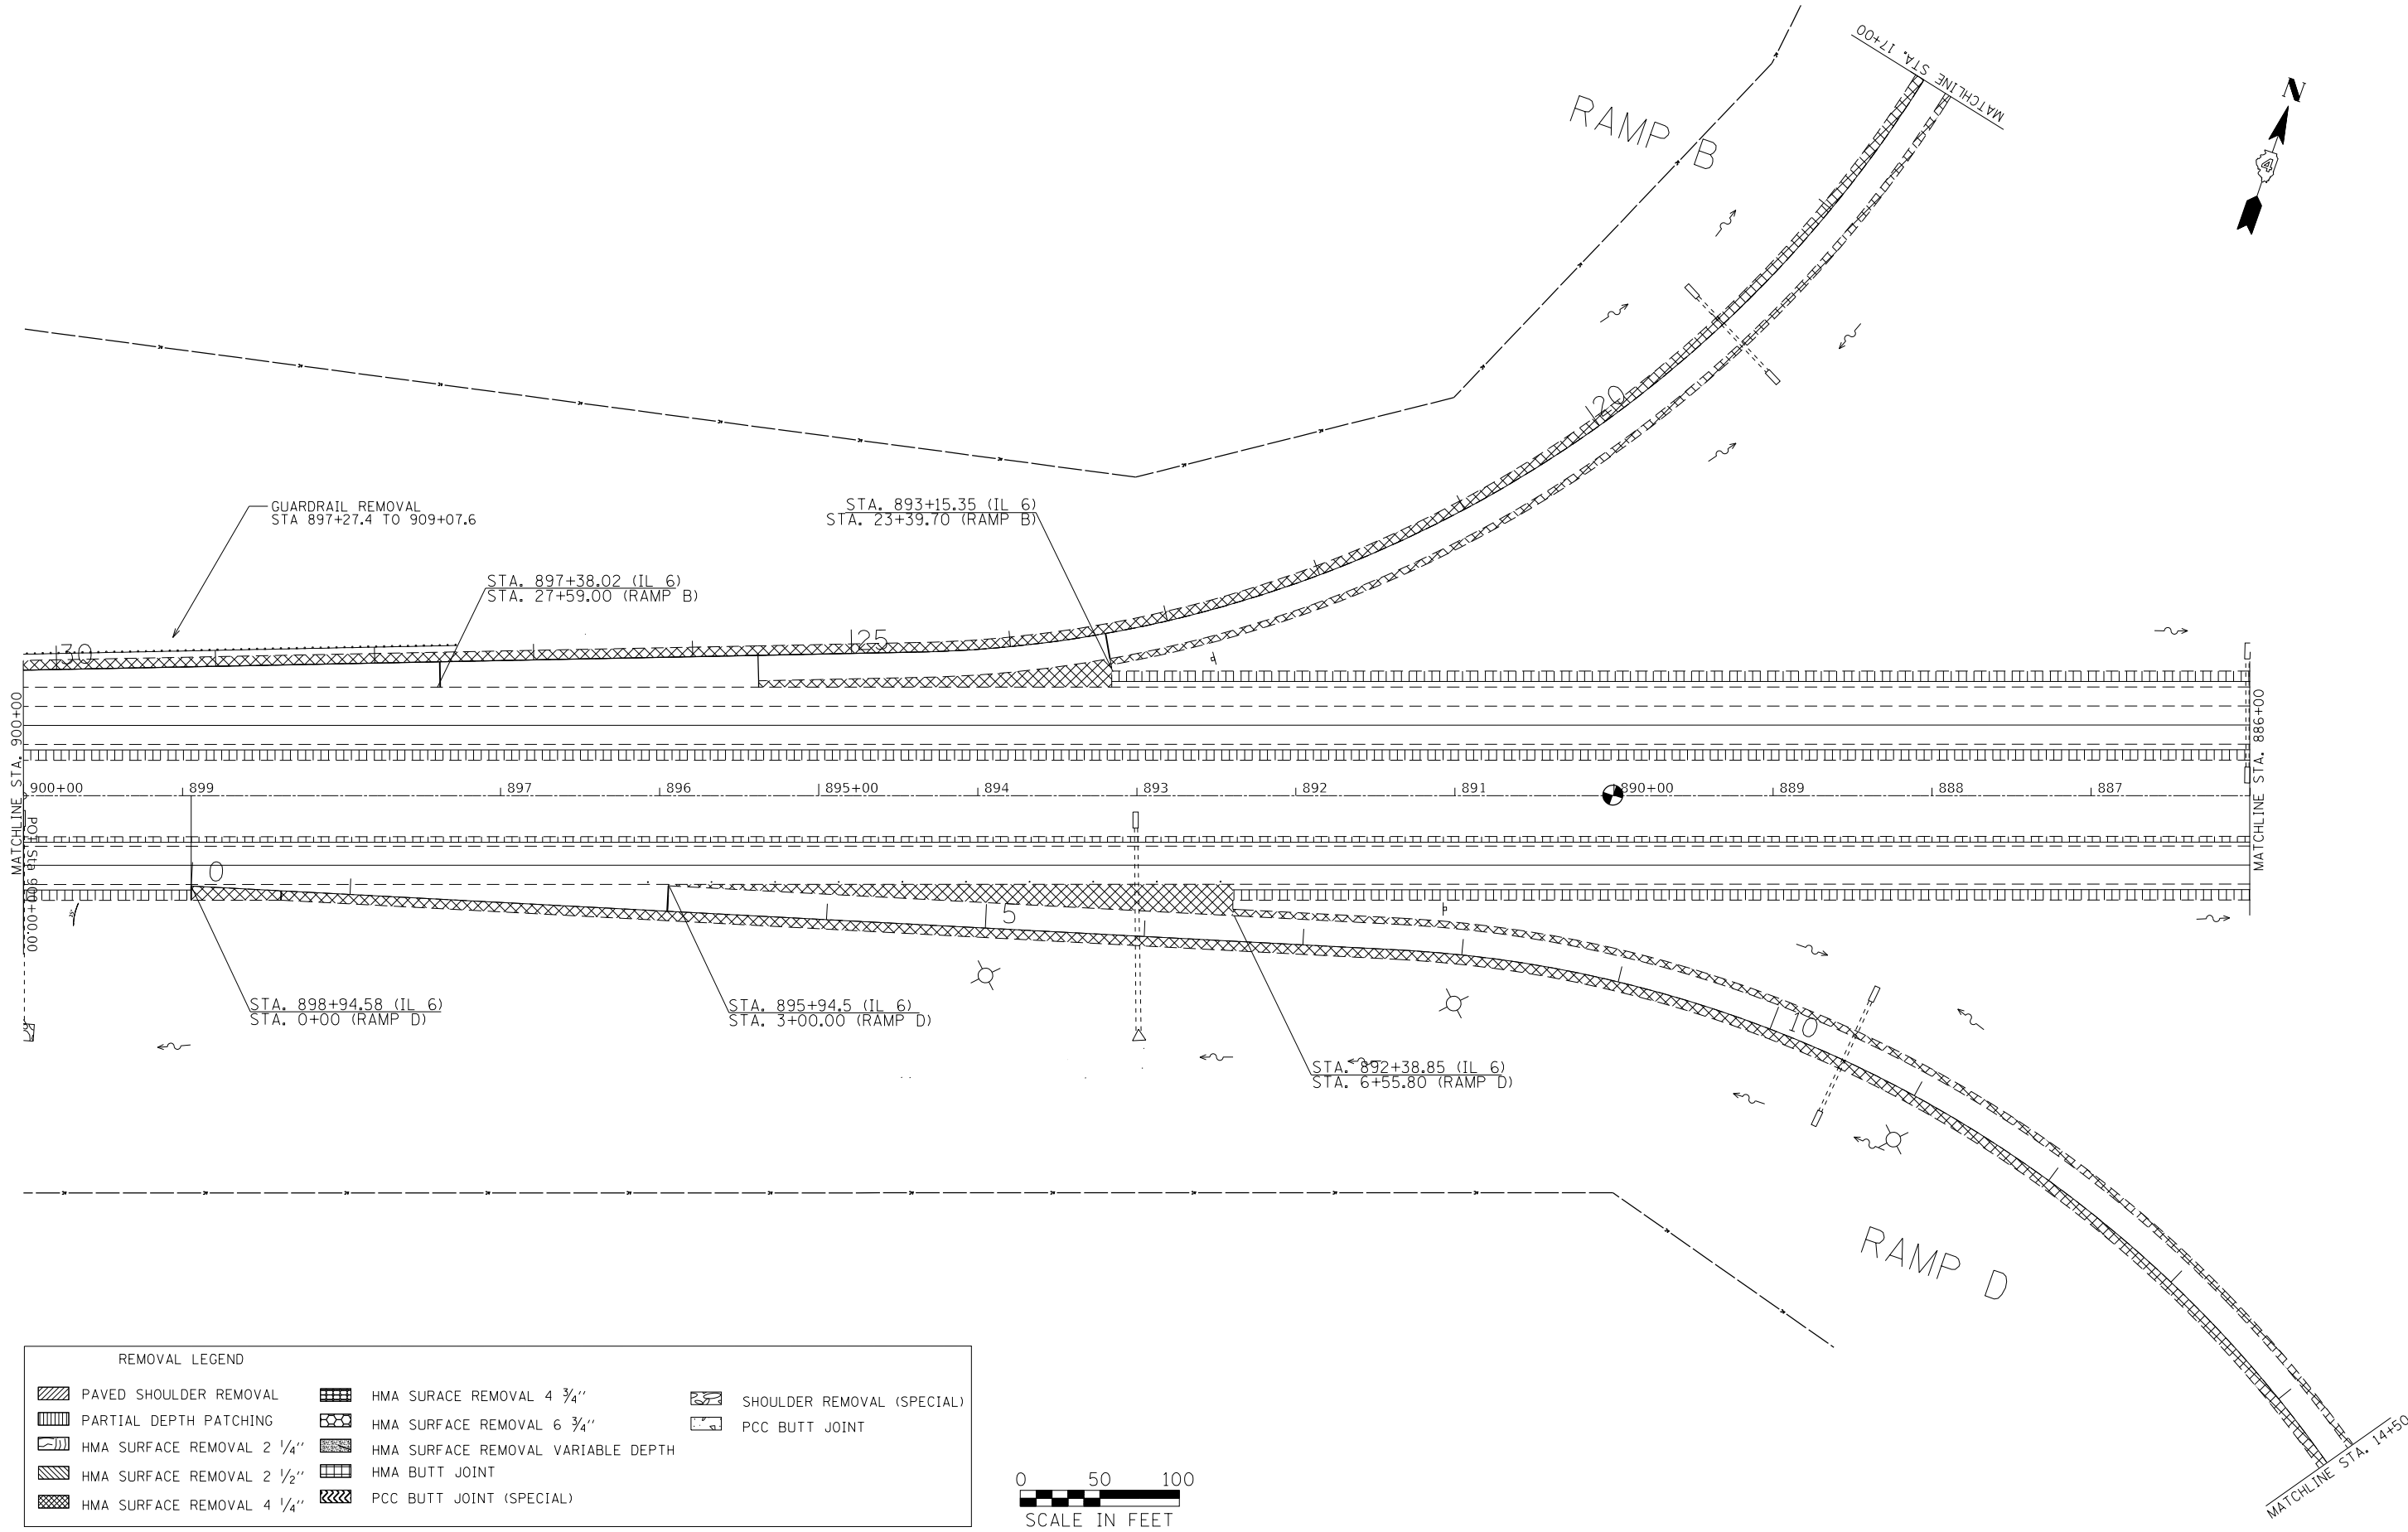 MATCHLINE STA. 17+00
N
4
RAMP B
GUARDRAIL REMOVAL
STA 897+27.4 TO 909+07.6
STA. 893+15.35 (IL 6)
STA. 23+39.70 (RAMP B)
STA. 897+38.02 (IL 6)
STA. 27+59.00 (RAMP B)
30
25
20
MATCHLINE STA. 900+00
MATCHLINE STA. 886+00
900+00 899 897 896 895+00 894 893 892 891 890+00 889 888 887
POT Sta 900+00.00
0
5
10
STA. 898+94.58 (IL 6)
STA. 0+00 (RAMP D)
STA. 895+94.5 (IL 6)
STA. 3+00.00 (RAMP D)
STA. 892+38.85 (IL 6)
STA. 6+55.80 (RAMP D)
RAMP D
MATCHLINE STA. 14+50
REMOVAL LEGEND
PAVED SHOULDER REMOVAL
PARTIAL DEPTH PATCHING
HMA SURFACE REMOVAL 2 1/4''
HMA SURFACE REMOVAL 2 1/2''
HMA SURFACE REMOVAL 4 1/4''
HMA SURACE REMOVAL 4 3/4''
HMA SURFACE REMOVAL 6 3/4''
HMA SURFACE REMOVAL VARIABLE DEPTH
HMA BUTT JOINT
PCC BUTT JOINT (SPECIAL)
SHOULDER REMOVAL (SPECIAL)
PCC BUTT JOINT
0 50 100
SCALE IN FEET